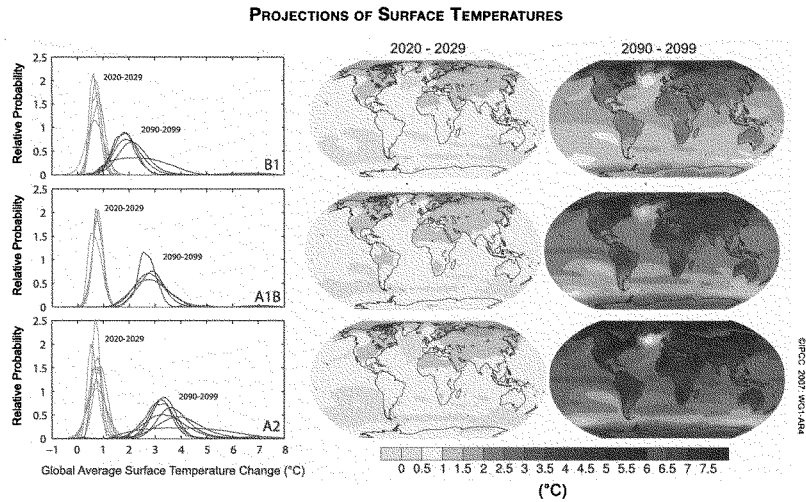 PROJECTIONS OF SURFACE TEMPERATURES
2020 - 2029
2090 - 2099
Relative Probability
2.5
2
1.5
1
0.5
0
2020-2029
2090-2099
B1
Relative Probability
2
1.5
1
0.5
0
2020-2029
2090-2099
A1B
Relative Probability
2.5
2
1.5
1
0.5
0
2020-2029
2090-2099
A2
−1 0 1 2 3 4 5 6 7 8
Global Average Surface Temperature Change (°C)
0 0.5 1 1.5 2 2.5 3 3.5 4 4.5 5 5.5 6 6.5 7 7.5
(°C)
©IPCC 2007: WG1-AR4